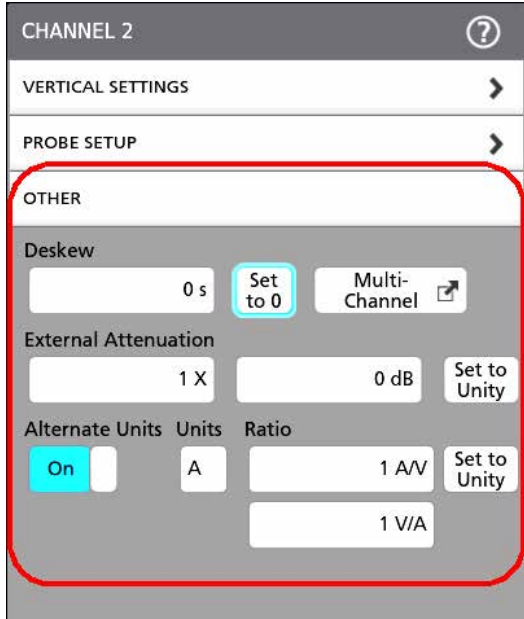 CHANNEL 2 ?
VERTICAL SETTINGS
PROBE SETUP
OTHER
Deskew
0 s
Set
to 0
Multi-
Channel
External Attenuation
1 X
0 dB
Set to
Unity
Alternate Units Units Ratio
On
A
1 A/V
Set to
Unity
1 V/A